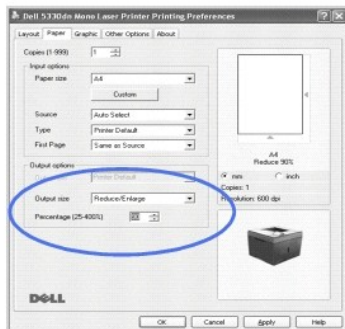 Dell 5330dn Mono Laser Printer Printing Preferences
Layout Paper Graphic Other Options About
Copies (1-999) 1
Input options
Paper size A4
Custom
Source Auto Select
Type Printer Default
First Page Same as Source
A4
Reduce 90%
Output options
Printer Default
mm inch
Copies: 1
Resolution: 600 dpi
Output size Reduce/Enlarge
Percentage (25-400%)
DELL
OK Cancel Apply Help